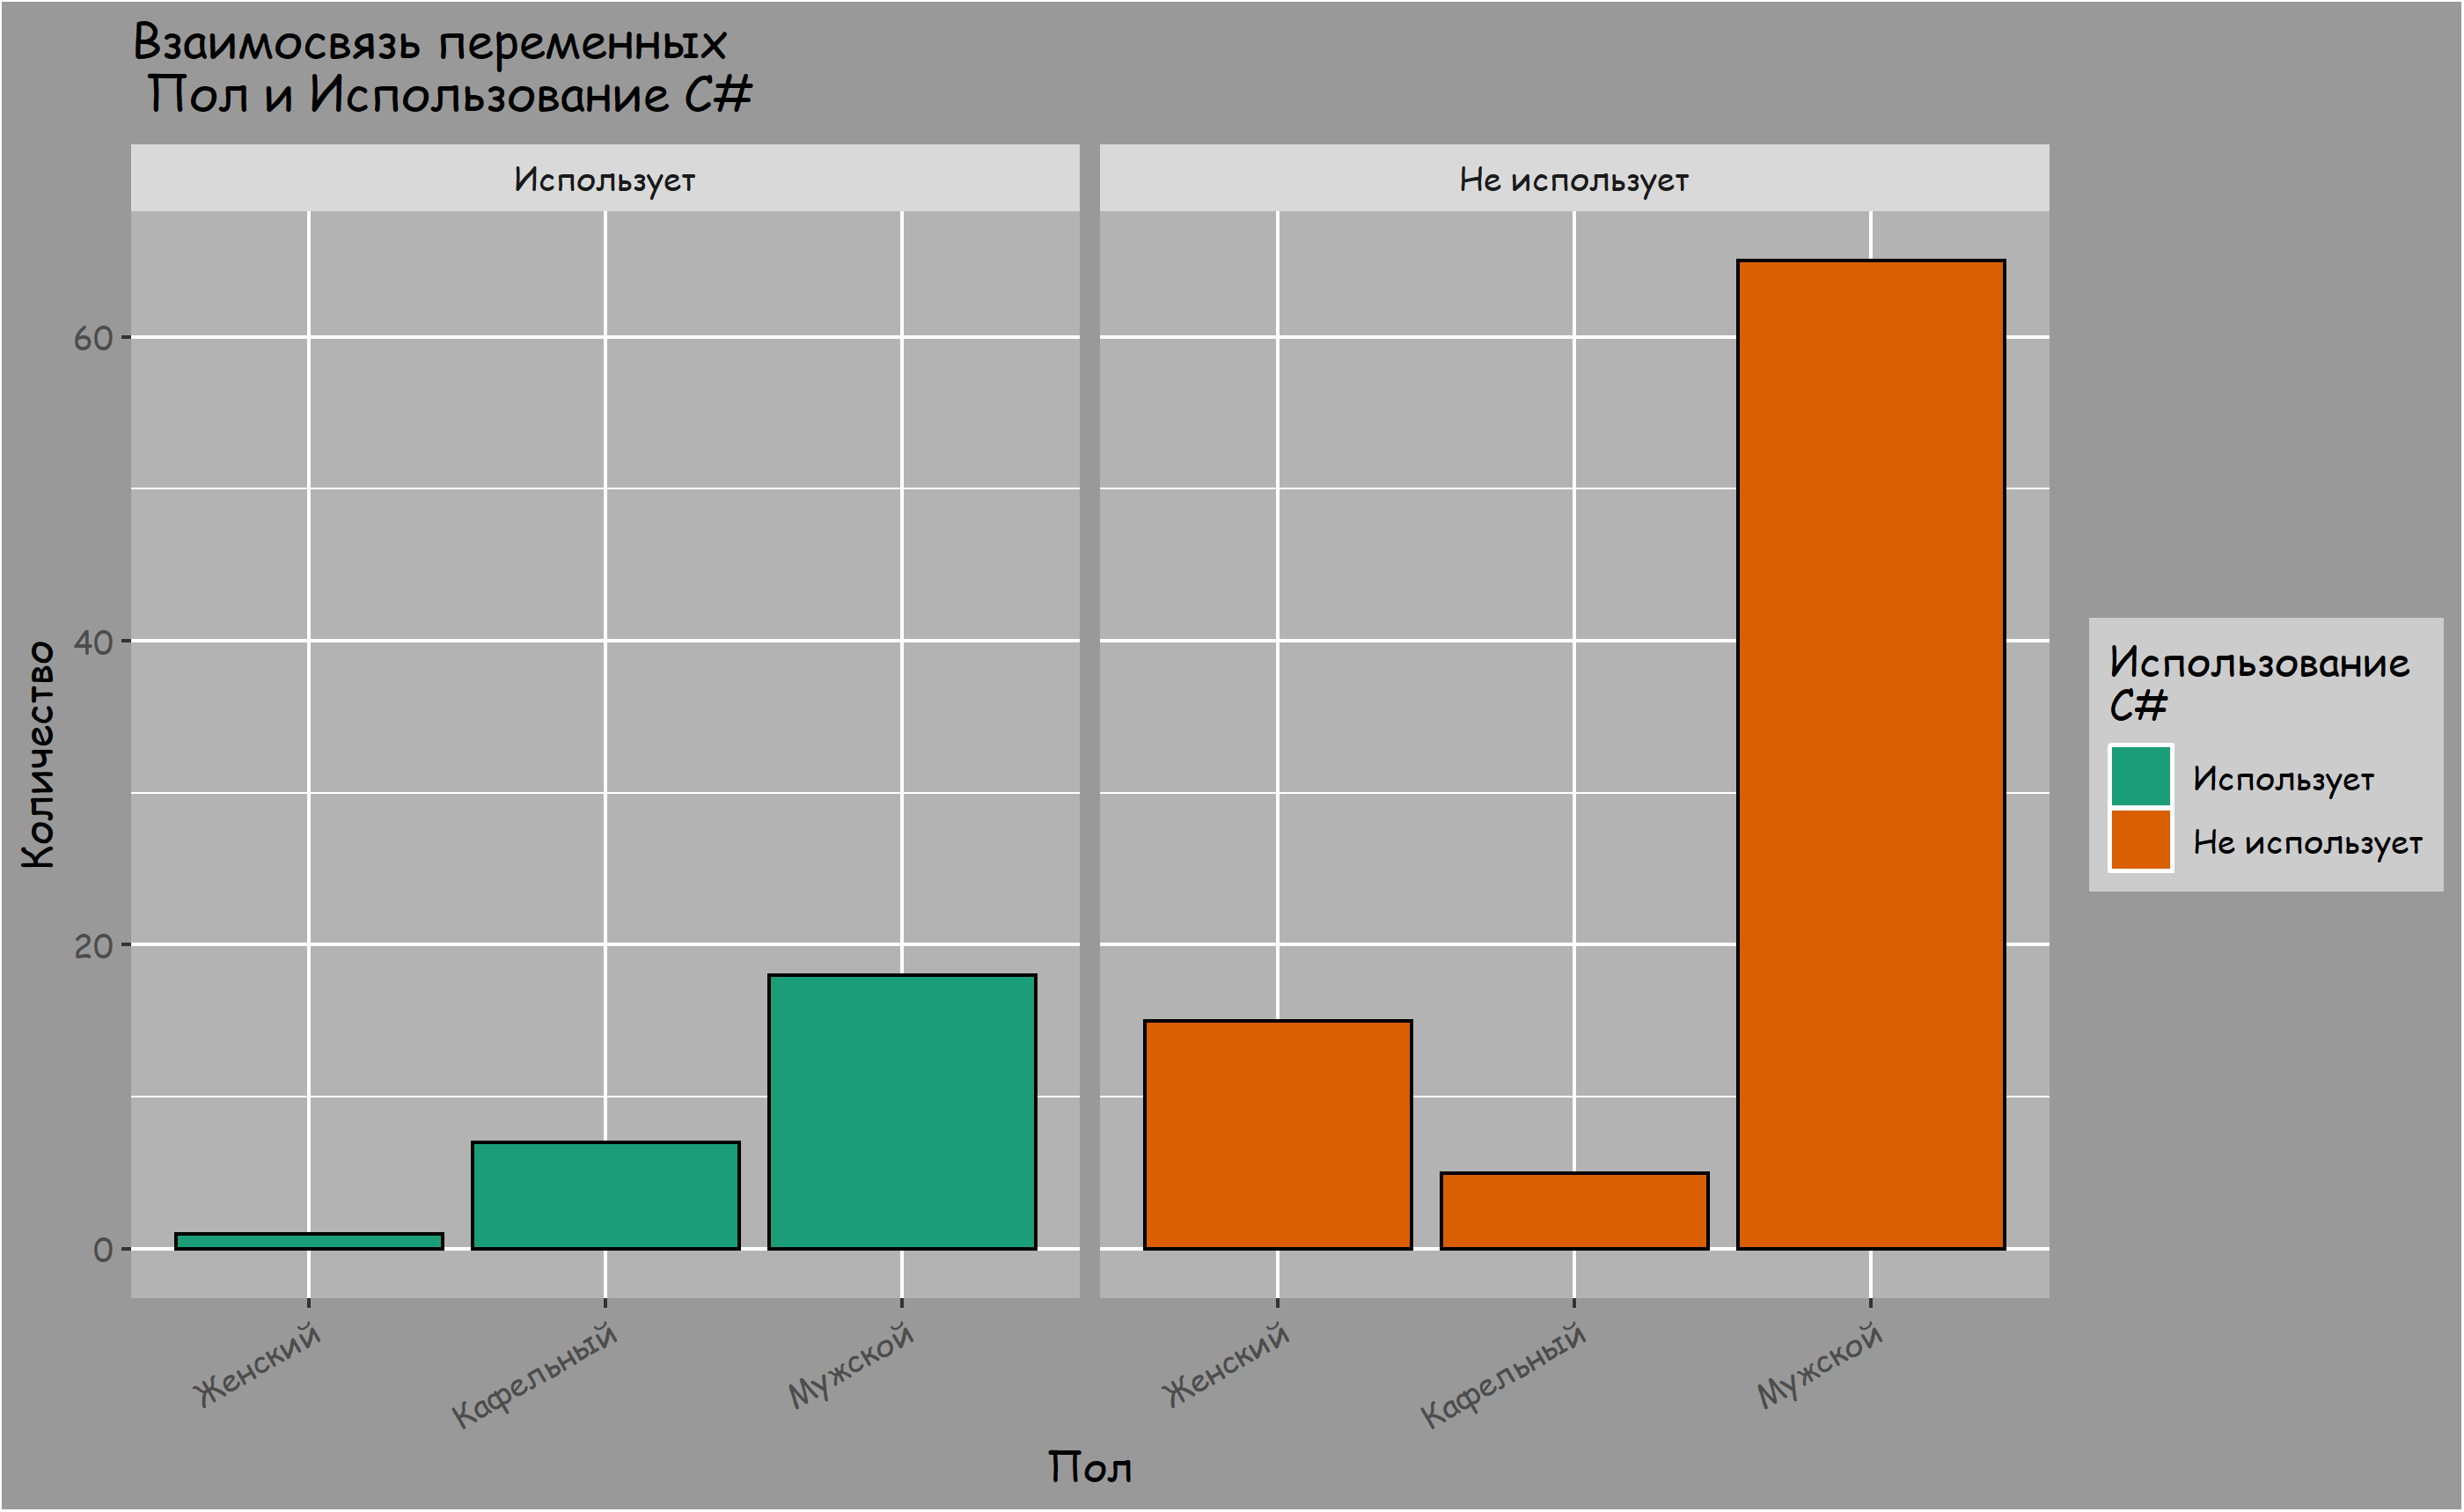 Взаимосвязь переменных
Пол и Использование C#
Использует
Не использует
60
40
20
0
Количество
Женский
Кафельный
Мужской
Женский
Кафельный
Мужской
Пол
Использование
C#
Использует
Не использует